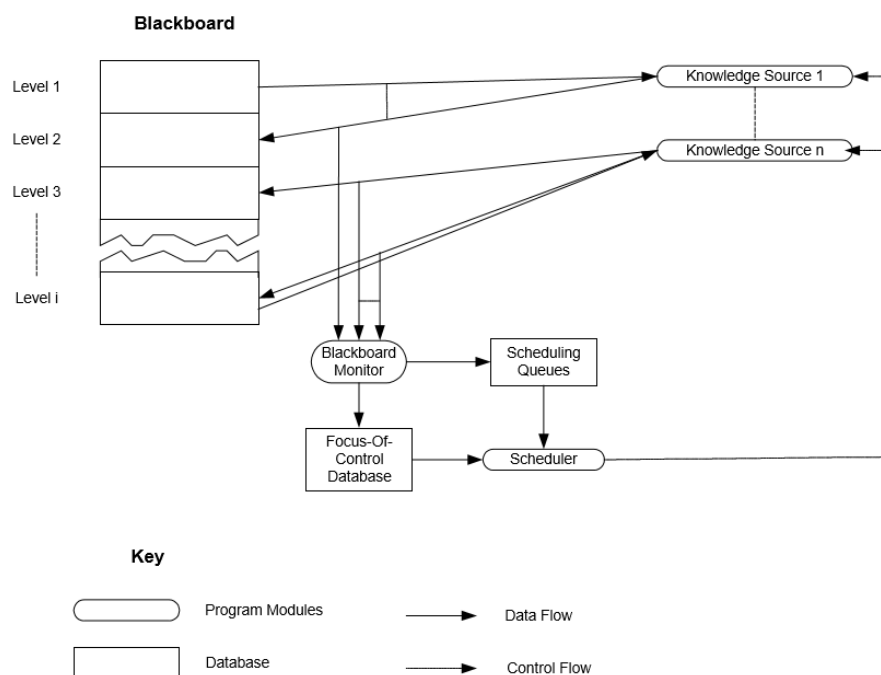 Blackboard
Level 1
Knowledge Source 1
Level 2
Knowledge Source n
Level 3
Level i
Blackboard
Monitor
Scheduling
Queues
Focus-Of-
Control
Database
Scheduler
Key
Program Modules
Data Flow
Database
Control Flow